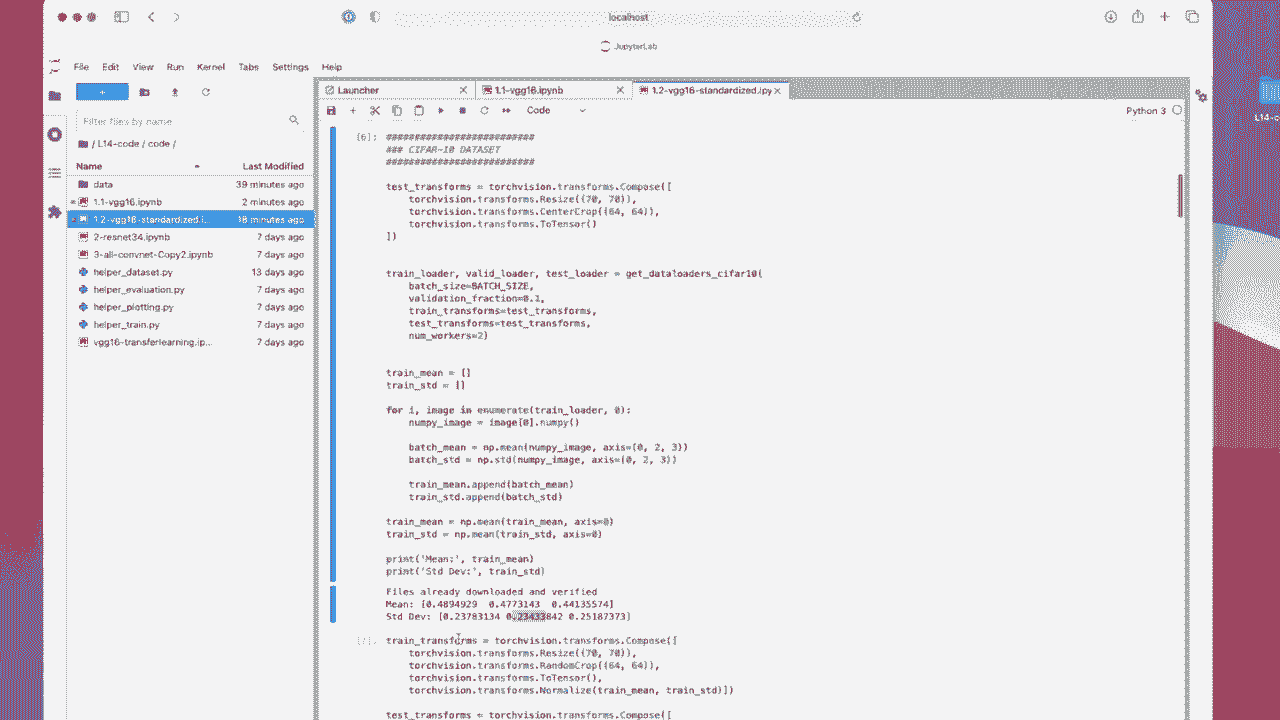 localhost
JupyterLab
File Edit View Run Kernel Tabs Settings Help
Launcher
1.1-vgg16.ipynb
1.2-vgg16-standardized.ipy
Code
Python 3
Filter files by name
/ L14-code / code /
Name Last Modified
data 39 minutes ago
1.1-vgg16.ipynb 2 minutes ago
1.2-vgg16-standardized.i... 18 minutes ago
2-resnet34.ipynb 7 days ago
3-all-convnet-Copy2.ipynb 7 days ago
helper_dataset.py 13 days ago
helper_evaluation.py 7 days ago
helper_plotting.py 7 days ago
helper_train.py 7 days ago
vgg16-transferlearning.ip... 7 days ago
[6]:
##########################
### CIFAR-10 DATASET
##########################
test_transforms = torchvision.transforms.Compose([
torchvision.transforms.Resize((70, 70)),
torchvision.transforms.CenterCrop((64, 64)),
torchvision.transforms.ToTensor()
])
train_loader, valid_loader, test_loader = get_dataloaders_cifar10(
batch_size=BATCH_SIZE,
validation_fraction=0.1,
train_transforms=test_transforms,
test_transforms=test_transforms,
num_workers=2)
train_mean = []
train_std = []
for i, image in enumerate(train_loader, 0):
numpy_image = image[0].numpy()
batch_mean = np.mean(numpy_image, axis=(0, 2, 3))
batch_std = np.std(numpy_image, axis=(0, 2, 3))
train_mean.append(batch_mean)
train_std.append(batch_std)
train_mean = np.mean(train_mean, axis=0)
train_std = np.mean(train_std, axis=0)
print('Mean:', train_mean)
print('Std Dev:', train_std)
Files already downloaded and verified
Mean: [0.4894929 0.4773143 0.44135574]
Std Dev: [0.23783134 0.23433842 0.25187373]
[7]:
train_transforms = torchvision.transforms.Compose([
torchvision.transforms.Resize((70, 70)),
torchvision.transforms.RandomCrop((64, 64)),
torchvision.transforms.ToTensor(),
torchvision.transforms.Normalize(train_mean, train_std)])
test_transforms = torchvision.transforms.Compose([
L14-c